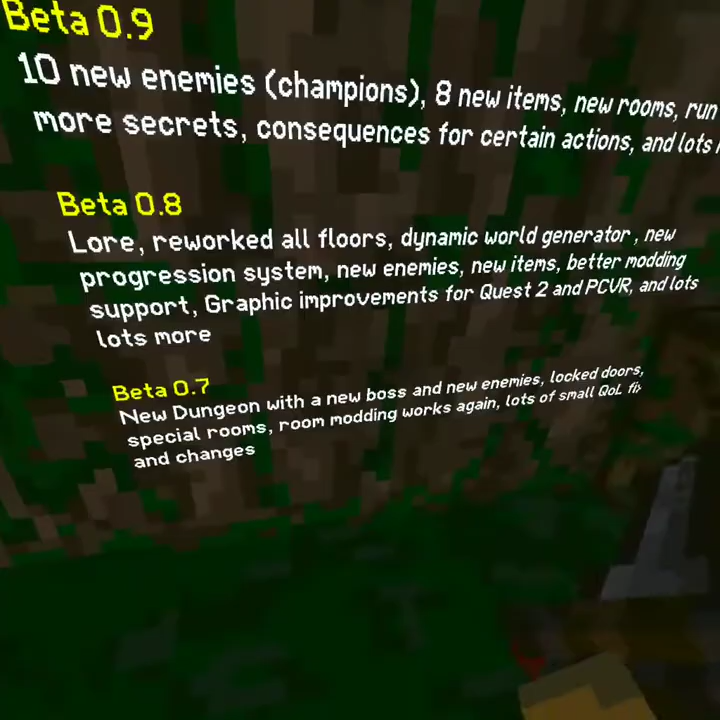 Beta 0.9
10 new enemies (champions), 8 new items, new rooms, run
more secrets, consequences for certain actions, and lots
Beta 0.8
Lore, reworked all floors, dynamic world generator , new
progression system, new enemies, new items, better modding
support, Graphic improvements for Quest 2 and PCVR, and lots
lots more
Beta 0.7
New Dungeon with a new boss and new enemies, locked doors,
special rooms, room modding works again, lots of small QoL
and changes